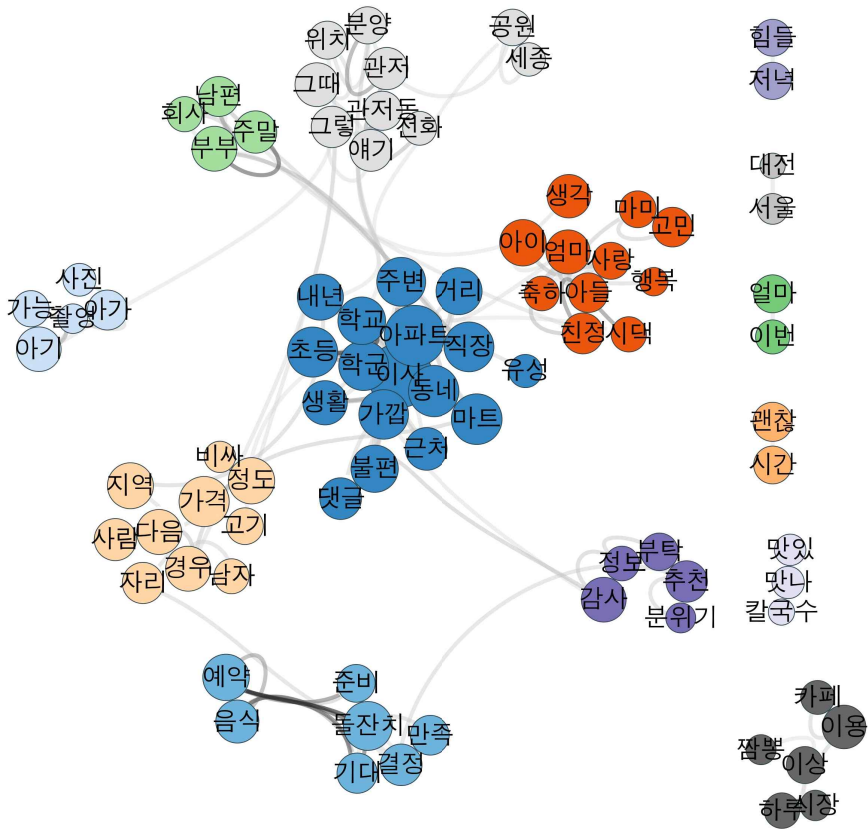 위치
분양
그때
관저
그렇
관저동
전화
얘기
공원
세종
힘들
저녁
회사
남편
주말
부부
대전
서울
생각
마미
고민
아이
엄마
사랑
행복
축하
아들
친정
시댁
사진
가능
촬영
아가
아기
내년
주변
거리
학교
아파트
직장
초등
학군
이사
동네
유성
생활
가깝
마트
근처
불편
댓글
얼마
이번
괜찮
시간
비싸
지역
정도
가격
고기
사람
다음
자리
경우
남자
정보
부탁
추천
감사
분위기
맛있
맛나
칼국수
예약
준비
음식
돌잔치
만족
기대
결정
카페
이용
짬뽕
이상
하루
시장